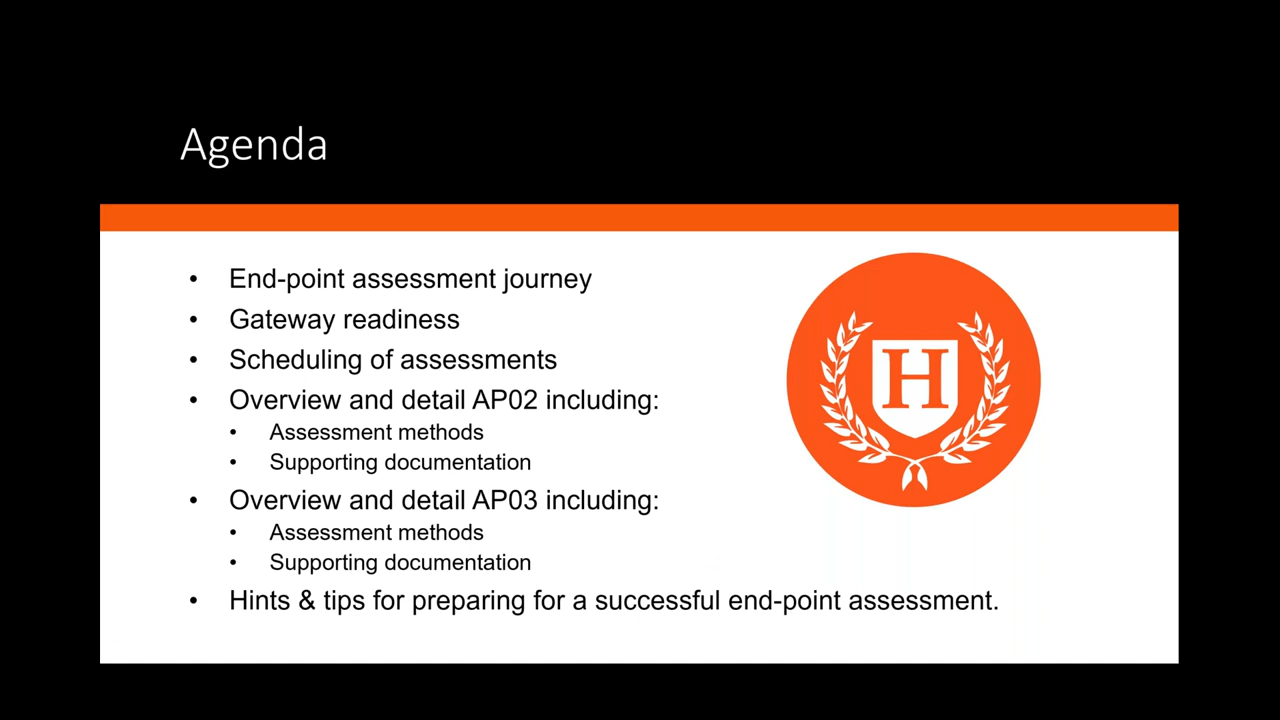 Agenda
• End-point assessment journey
• Gateway readiness
• Scheduling of assessments
• Overview and detail AP02 including:
• Assessment methods
• Supporting documentation
• Overview and detail AP03 including:
• Assessment methods
• Supporting documentation
• Hints & tips for preparing for a successful end-point assessment.
H